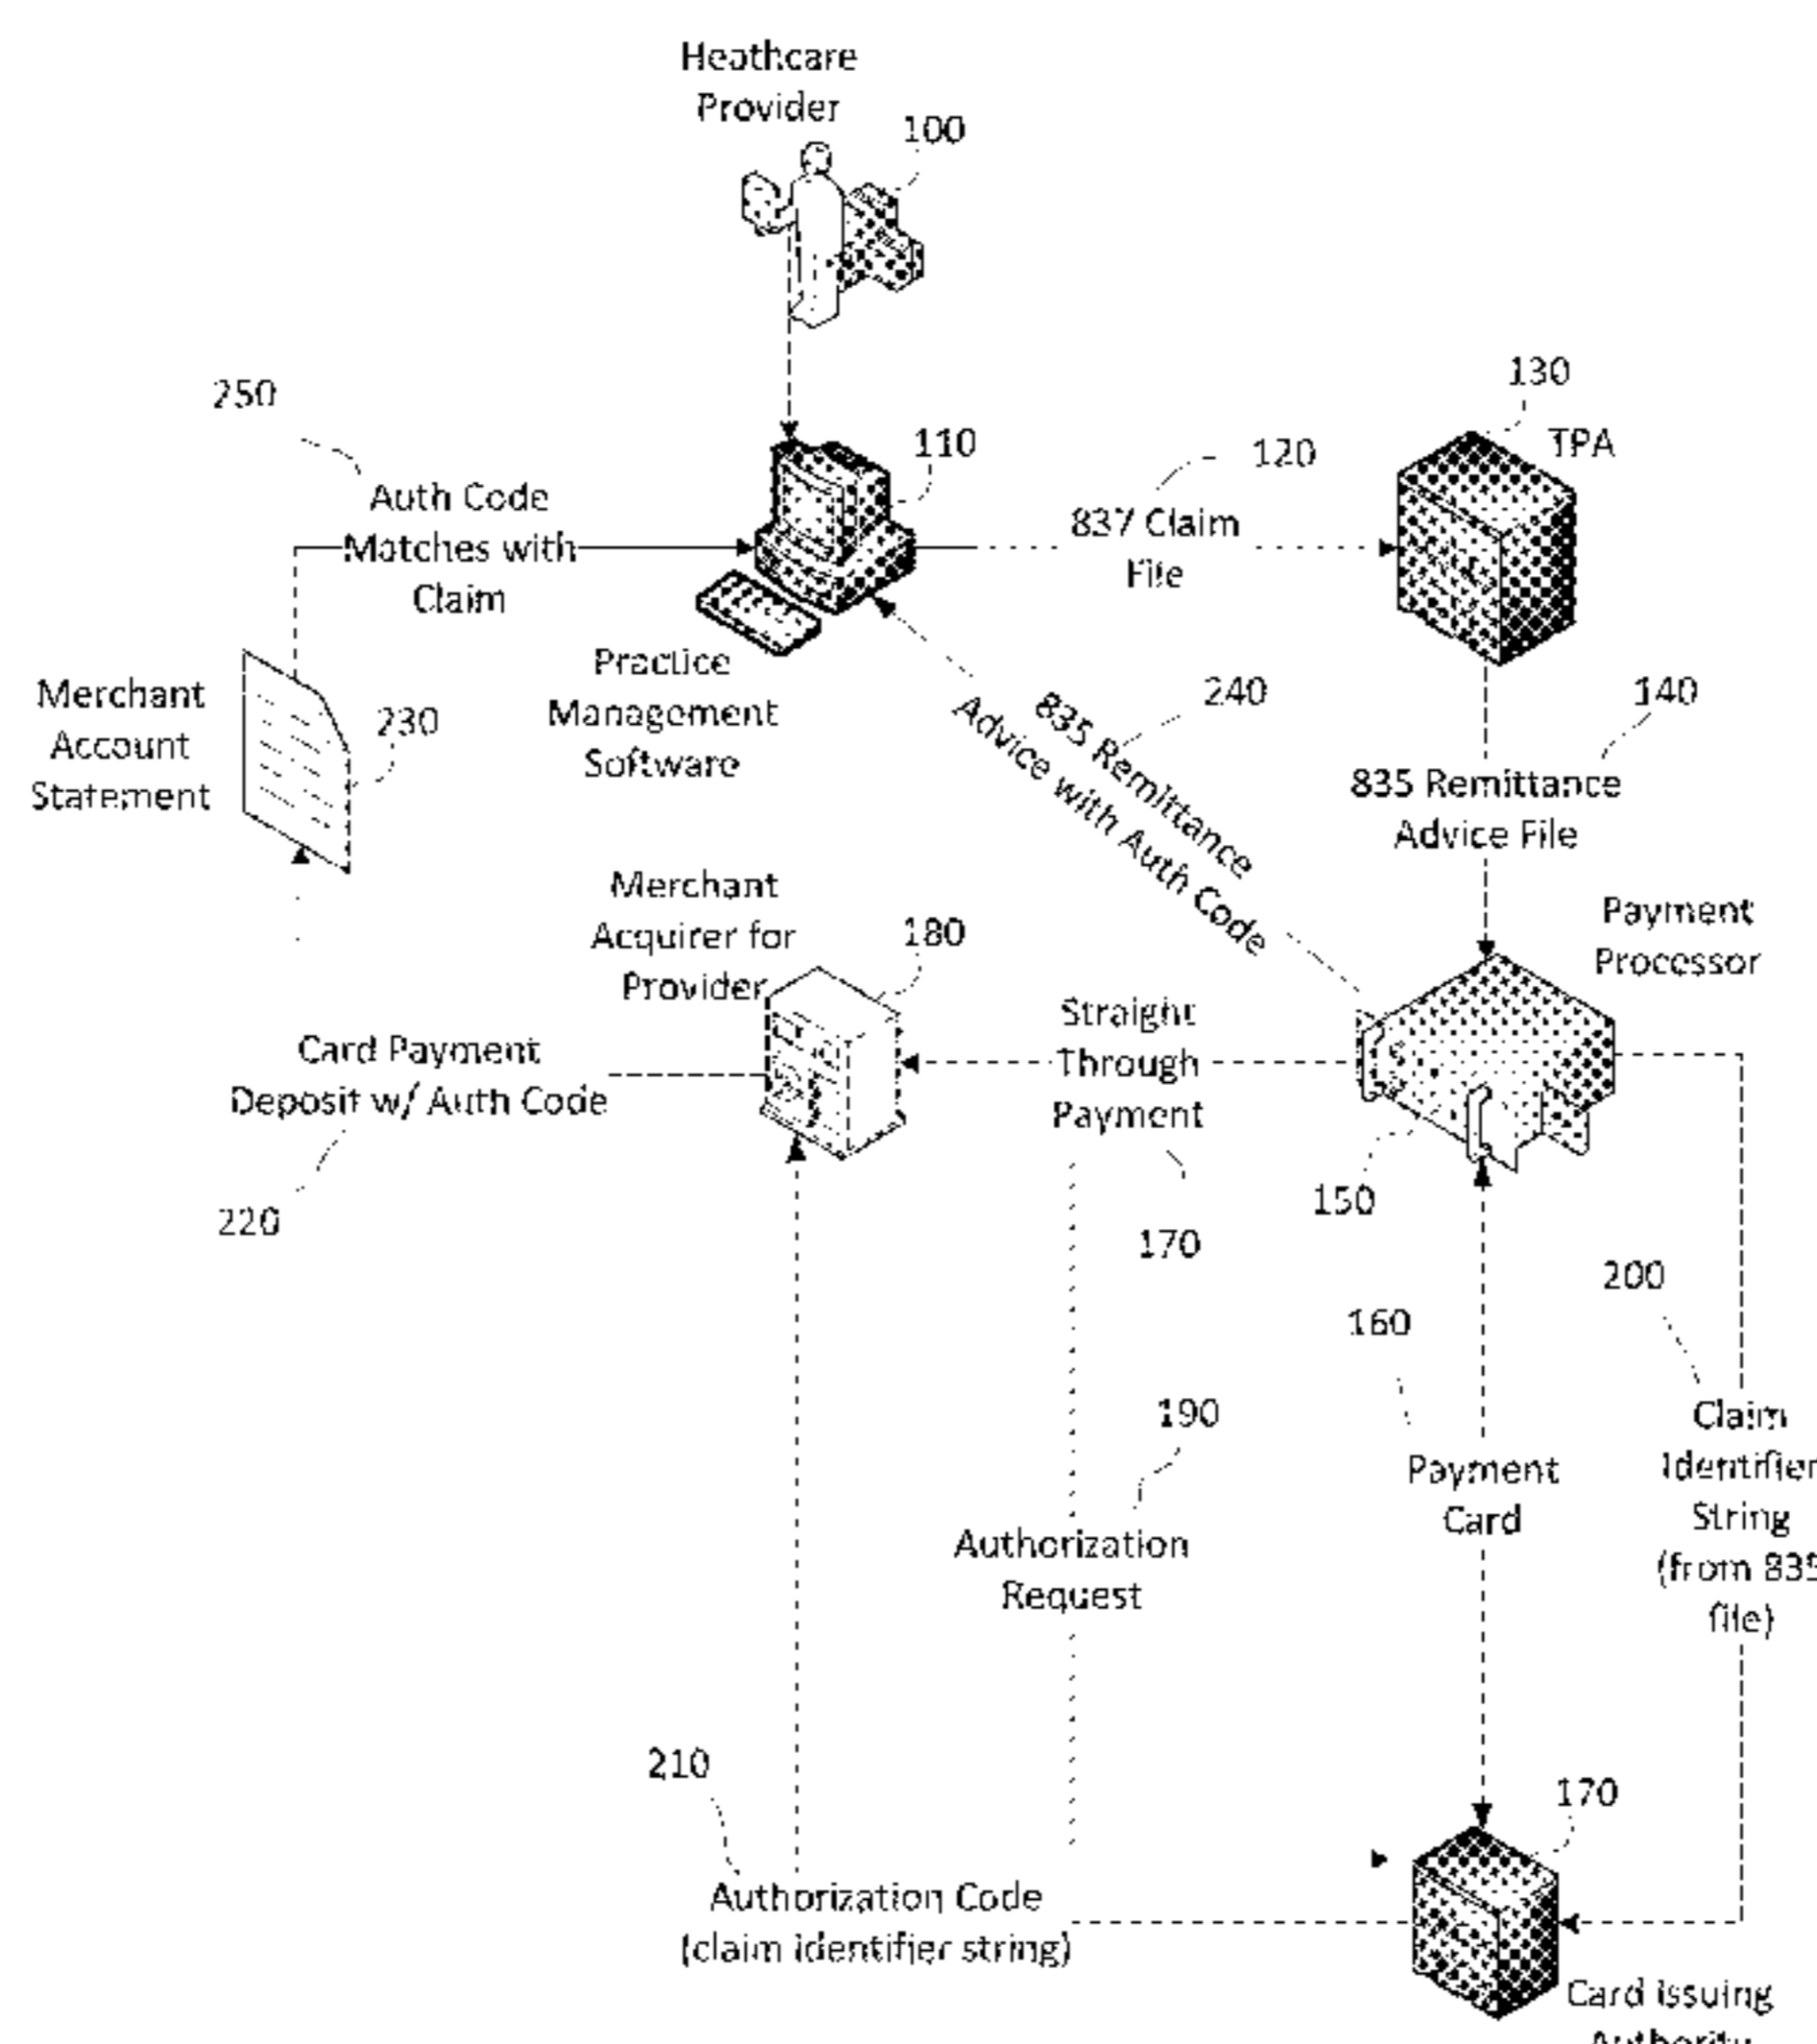 Heathcare
Provider
100
250
130
TPA
110
120
Auth Code
Matches with
Claim
837 Claim
File
Practice
Management
Software
240
140
Merchant
Account
Statement
230
835 Remittance
Advice with Auth Code
835 Remittance
Advice File
Merchant
Acquirer for
Provider
180
Payment
Processor
Straight
Through
Payment
Card Payment
Deposit w/ Auth Code
150
220
170
200
160
190
Claim
Identifier
String
(from 835
file)
Payment
Card
Authorization
Request
210
170
Authorization Code
(claim identifier string)
Card Issuing
Authority